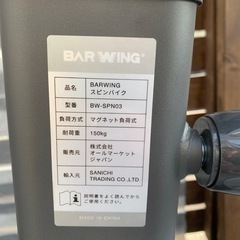 BARWING
品名 BARWING スピンバイク
型番 BW-SPN03
負荷方式 マグネット負荷式
耐荷重 150kg
販売元 株式会社
オールマーケット
ジャパン
輸入元 SANICHI
TRADING CO.,LTD
説明書をよく読んでから
ご使用ください。
MADE IN CHINA